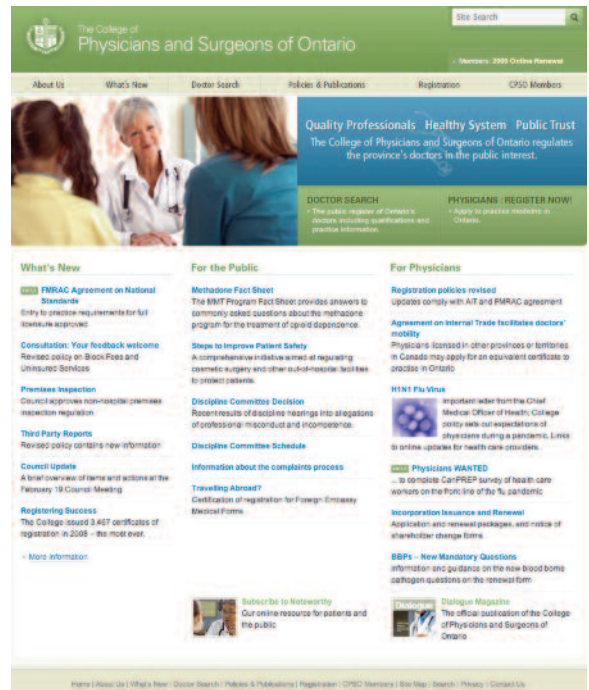 The College of
Physicians and Surgeons of Ontario
Site Search
Members: 2009 Online Renewal
About Us What's New Doctor Search Policies & Publications Registration CPSO Members
Quality Professionals Healthy System Public Trust
The College of Physicians and Surgeons of Ontario regulates
the province's doctors in the public interest.
DOCTOR SEARCH
The public register of Ontario's
doctors including qualifications and
practice information.
PHYSICIANS : REGISTER NOW!
Apply to practice medicine in
Ontario.
What's New
FMRAC Agreement on National
Standards
Entry to practice requirements for full
licensure approved
Consultation: Your feedback welcome
Revised policy on Block Fees and
Uninsured Services
Premises Inspection
Council approves non-hospital premises
inspection regulation
Third Party Reports
Revised policy contains new information
Council Update
A brief overview of items and actions at the
February 19 Council Meeting
Registering Success
The College issued 3,467 certificates of
registration in 2008 – the most ever.
More Information
For the Public
Methadone Fact Sheet
The MMT Program Fact Sheet provides answers to
commonly asked questions about the methadone
program for the treatment of opioid dependence.
Steps to Improve Patient Safety
A comprehensive initiative aimed at regulating
cosmetic surgery and other out-of-hospital facilities
to protect patients.
Discipline Committee Decision
Recent results of discipline hearings into allegations
of professional misconduct and incompetence.
Discipline Committee Schedule
Information about the complaints process
Travelling Abroad?
Certification of registration for Foreign Embassy
Medical Forms
Subscribe to Noteworthy
Our online resource for patients and
the public
For Physicians
Registration policies revised
Updates comply with AIT and FMRAC agreement
Agreement on Internal Trade facilitates doctors'
mobility
Physicians licensed in other provinces or territories
in Canada may apply for an equivalent certificate to
practise in Ontario
H1N1 Flu Virus
Important letter from the Chief
Medical Officer of Health; College
policy sets out expectations of
physicians during a pandemic. Links
to online updates for health care providers.
Physicians WANTED
... to complete CanPREP survey of health care
workers on the front line of the flu pandemic
Incorporation Issuance and Renewal
Application and renewal packages, and notice of
shareholder change forms
BBPs – New Mandatory Questions
Information and guidance on the new blood borne
pathogen questions on the renewal form
Dialogue
Dialogue Magazine
The official publication of the College
of Physicians and Surgeons of
Ontario
Home | About Us | What's New | Doctor Search | Policies & Publications | Registration | CPSO Members | Site Map | Search | Privacy | Contact Us